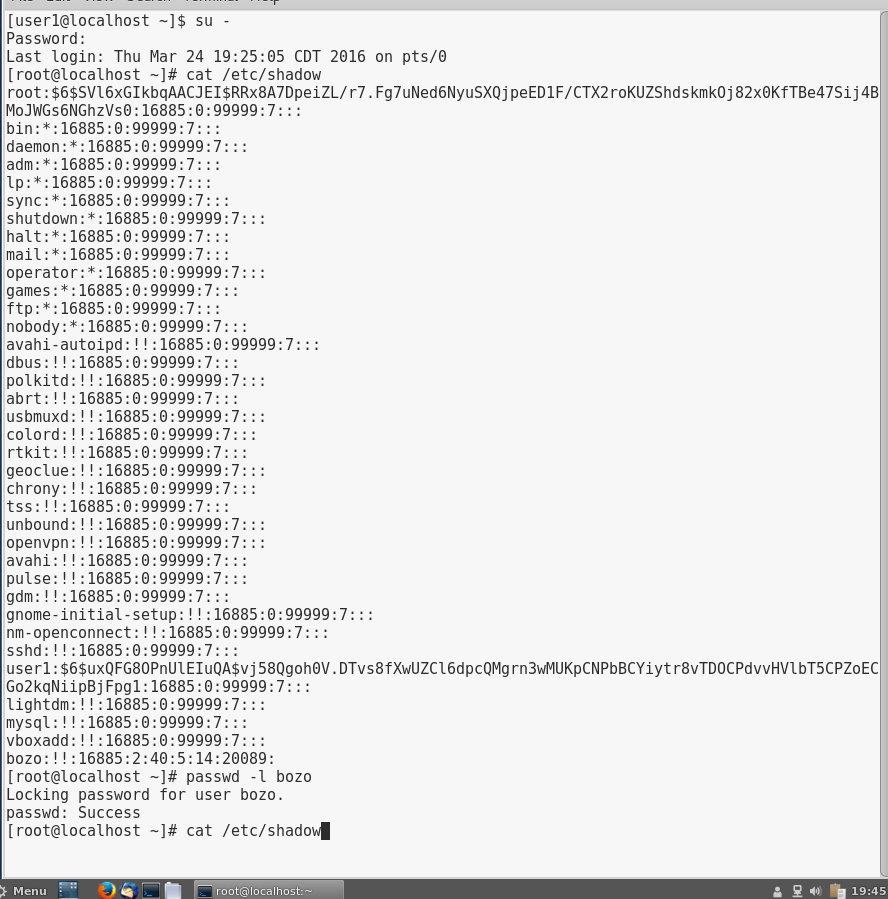 [user1@localhost ~]$ su -
Password:
Last login: Thu Mar 24 19:25:05 CDT 2016 on pts/0
[root@localhost ~]# cat /etc/shadow
root:$6$SVl6xGIkbqAACJEI$RRx8A7DpeiZL/r7.Fg7uNed6NyuSXQjpeED1F/CTX2roKUZShdskmkOj82x0KfTBe47Sij4B
MoJWGs6NGhzVs0:16885:0:99999:7:::
bin:*:16885:0:99999:7:::
daemon:*:16885:0:99999:7:::
adm:*:16885:0:99999:7:::
lp:*:16885:0:99999:7:::
sync:*:16885:0:99999:7:::
shutdown:*:16885:0:99999:7:::
halt:*:16885:0:99999:7:::
mail:*:16885:0:99999:7:::
operator:*:16885:0:99999:7:::
games:*:16885:0:99999:7:::
ftp:*:16885:0:99999:7:::
nobody:*:16885:0:99999:7:::
avahi-autoipd:!!:16885:0:99999:7:::
dbus:!!:16885:0:99999:7:::
polkitd:!!:16885:0:99999:7:::
abrt:!!:16885:0:99999:7:::
usbmuxd:!!:16885:0:99999:7:::
colord:!!:16885:0:99999:7:::
rtkit:!!:16885:0:99999:7:::
geoclue:!!:16885:0:99999:7:::
chrony:!!:16885:0:99999:7:::
tss:!!:16885:0:99999:7:::
unbound:!!:16885:0:99999:7:::
openvpn:!!:16885:0:99999:7:::
avahi:!!:16885:0:99999:7:::
pulse:!!:16885:0:99999:7:::
gdm:!!:16885:0:99999:7:::
gnome-initial-setup:!!:16885:0:99999:7:::
nm-openconnect:!!:16885:0:99999:7:::
sshd:!!:16885:0:99999:7:::
user1:$6$uxQFG8OPnUlEIuQA$vj58Qgoh0V.DTvs8fXwUZCl6dpcQMgrn3wMUKpCNPbBCYiytr8vTDOCPdvvHVlbT5CPZoEC
Go2kqNiipBjFpg1:16885:0:99999:7:::
lightdm:!!:16885:0:99999:7:::
mysql:!!:16885:0:99999:7:::
vboxadd:!!:16885:0:99999:7:::
bozo:!!:16885:2:40:5:14:20089:
[root@localhost ~]# passwd -l bozo
Locking password for user bozo.
passwd: Success
[root@localhost ~]# cat /etc/shadow
Menu root@localhost:~ 19:45